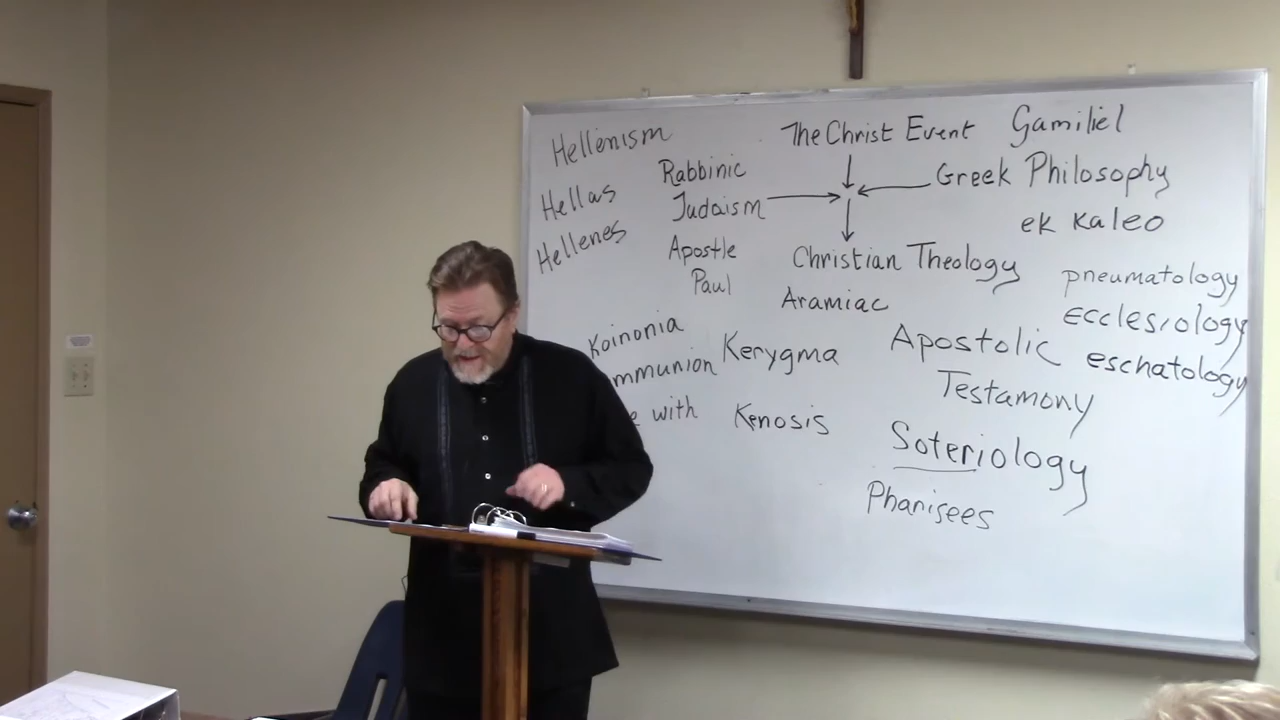 Hellenism
Hellas
Hellenes
Rabbinic
Judaism
Apostle
Paul
The Christ Event
Gamiliel
Greek Philosophy
ek kaleo
Christian Theology
Aramiac
pneumatology
Ecclesiology
eschatology
Koinonia
mmunion
with
Kerygma
Kenosis
Apostolic
Testamony
Soteriology
Pharisees